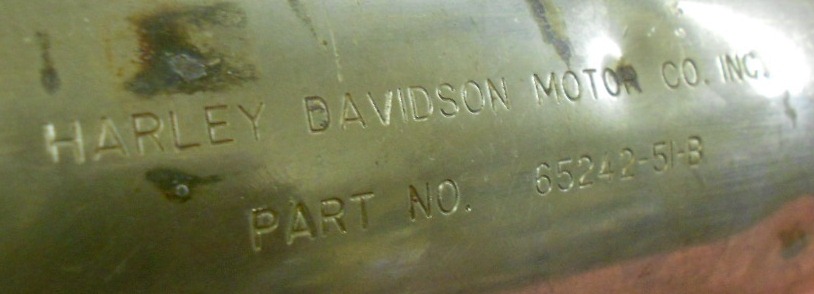 HARLEY DAVIDSON MOTOR CO. INC.
PART NO. 65242-51-B